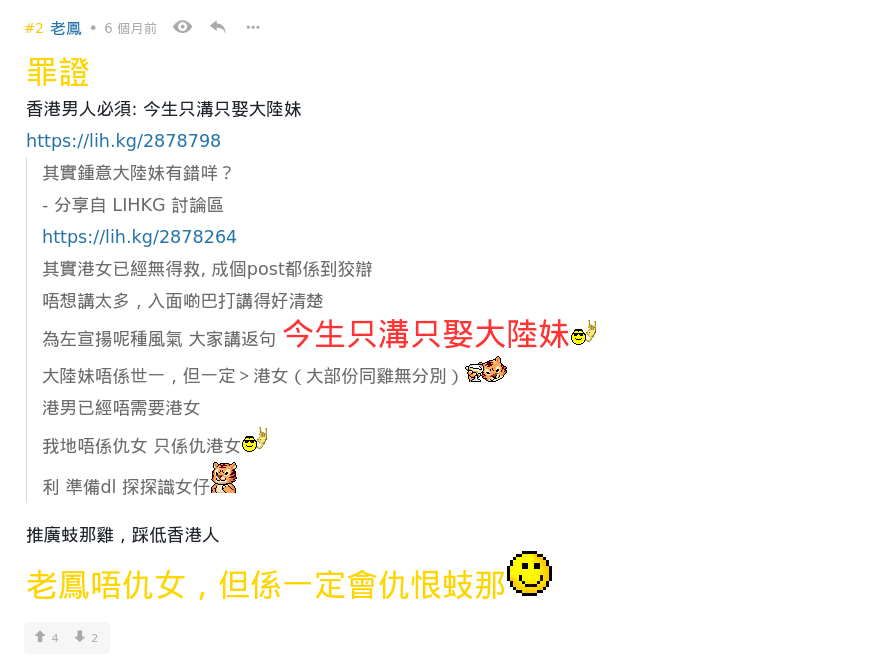 #2 老鳳 • 6 個月前
罪證
香港男人必須: 今生只溝只娶大陸妹
https://lih.kg/2878798
其實鍾意大陸妹有錯咩？
- 分享自 LIHKG 討論區
https://lih.kg/2878264
其實港女已經無得救, 成個post都係到狡辯
唔想講太多，入面啲巴打講得好清楚
為左宣揚呢種風氣 大家講返句 今生只溝只娶大陸妹
大陸妹唔係世一，但一定＞港女（大部份同雞無分別）
港男已經唔需要港女
我地唔係仇女 只係仇港女
利 準備dl 探探識女仔
推廣蚑那雞，踩低香港人
老鳳唔仇女，但係一定會仇恨蚑那
4 2